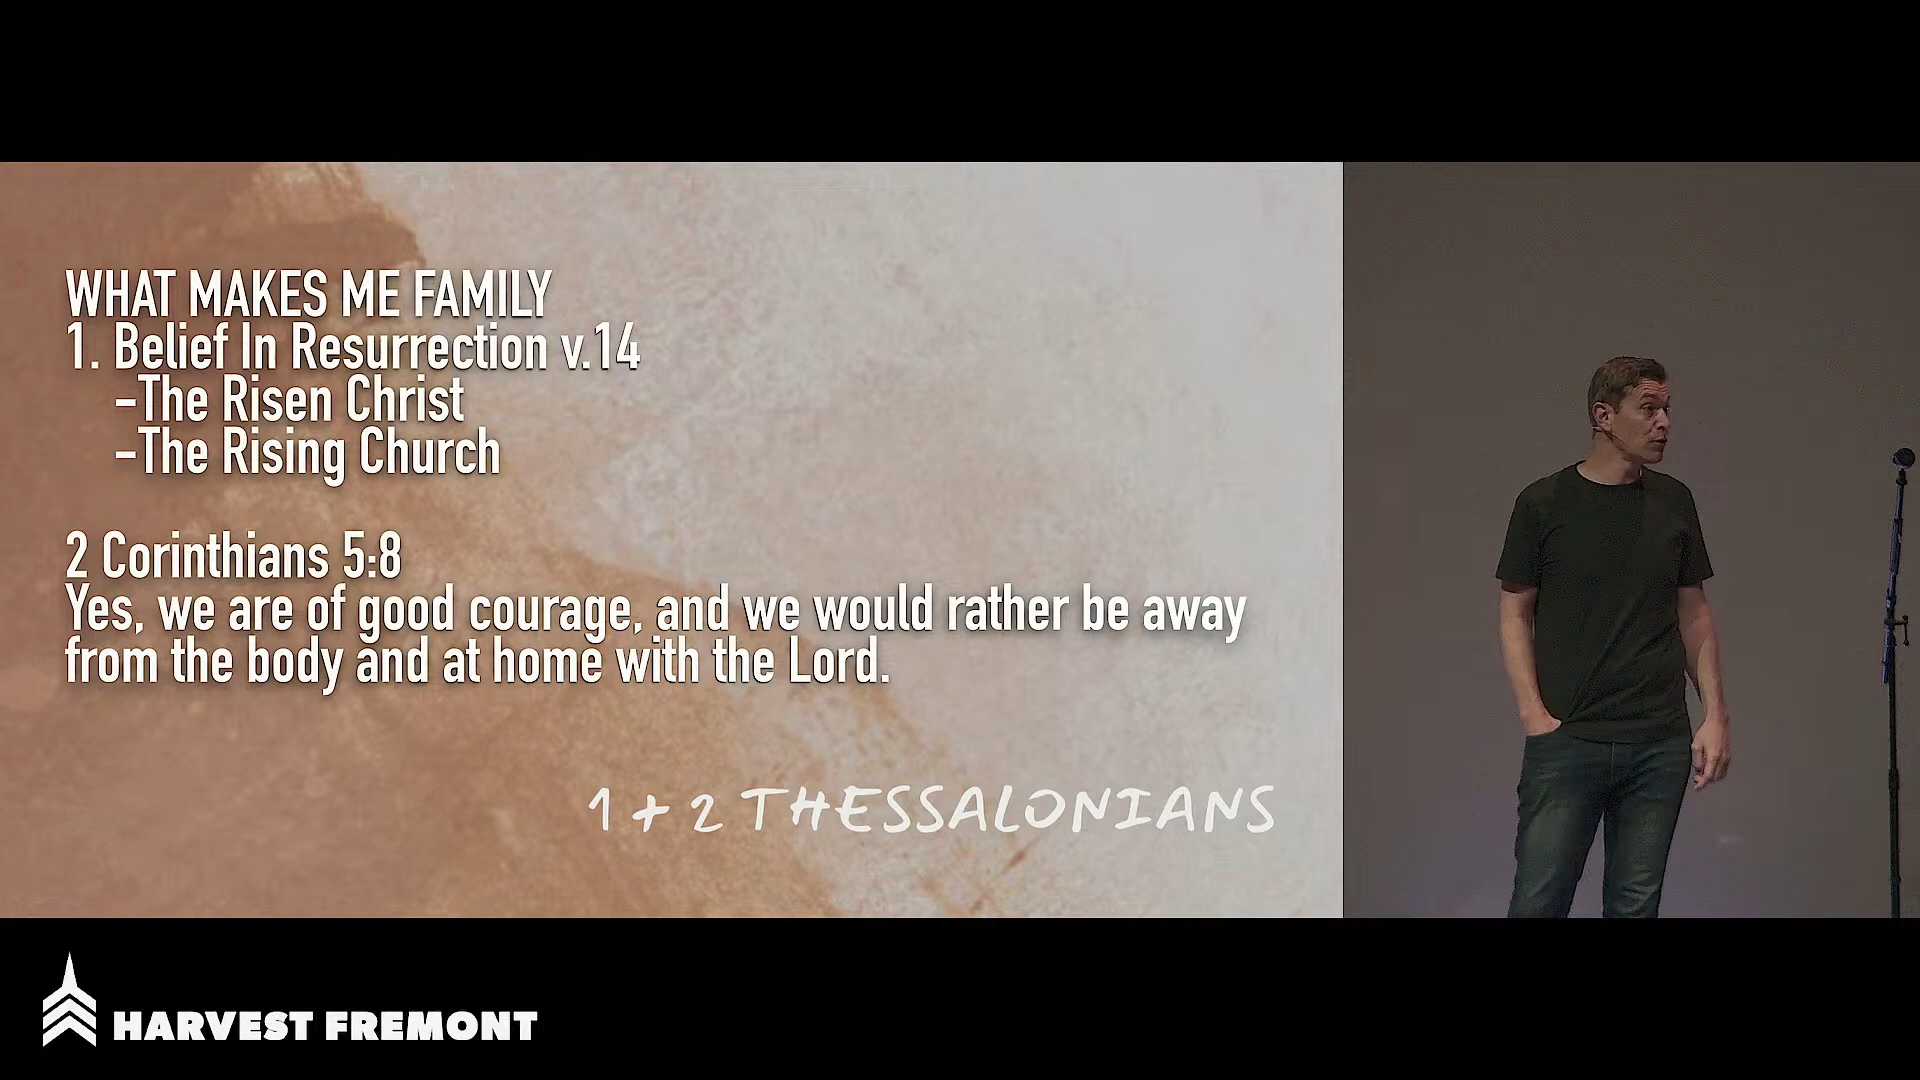 WHAT MAKES ME FAMILY
1. Belief In Resurrection v.14
-The Risen Christ
-The Rising Church
2 Corinthians 5:8
Yes, we are of good courage, and we would rather be away
from the body and at home with the Lord.
1 + 2 THESSALONIANS
HARVEST FREMONT